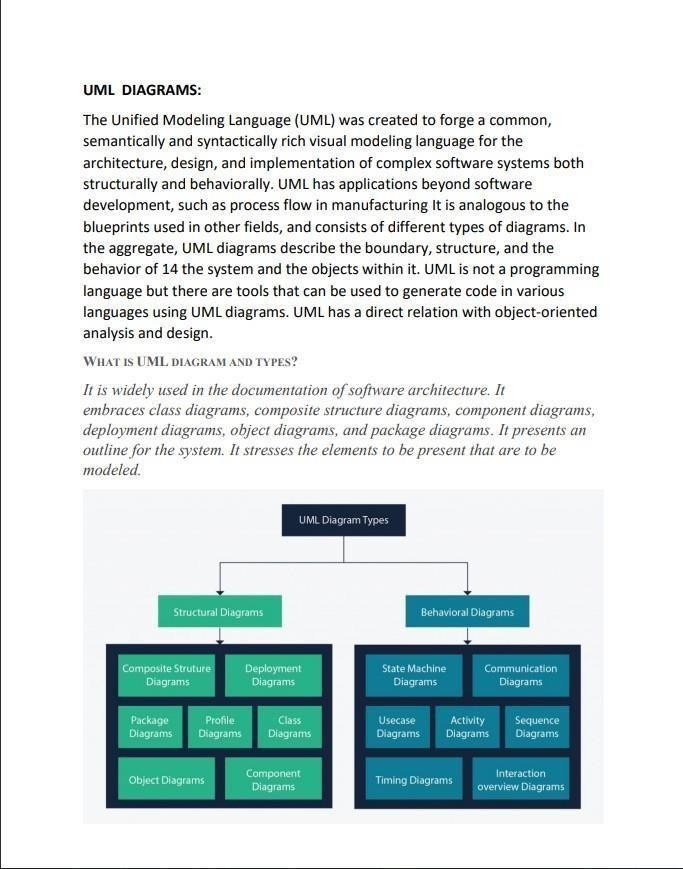 UML DIAGRAMS:
The Unified Modeling Language (UML) was created to forge a common,
semantically and syntactically rich visual modeling language for the
architecture, design, and implementation of complex software systems both
structurally and behaviorally. UML has applications beyond software
development, such as process flow in manufacturing It is analogous to the
blueprints used in other fields, and consists of different types of diagrams. In
the aggregate, UML diagrams describe the boundary, structure, and the
behavior of 14 the system and the objects within it. UML is not a programming
language but there are tools that can be used to generate code in various
languages using UML diagrams. UML has a direct relation with object-oriented
analysis and design.
WHAT IS UML DIAGRAM AND TYPES?
It is widely used in the documentation of software architecture. It
embraces class diagrams, composite structure diagrams, component diagrams,
deployment diagrams, object diagrams, and package diagrams. It presents an
outline for the system. It stresses the elements to be present that are to be
modeled.
UML Diagram Types
Structural Diagrams
Composite Struture
Diagrams
Deployment
Diagrams
Package
Diagrams
Profile
Diagrams
Class
Diagrams
Object Diagrams
Component
Diagrams
Behavioral Diagrams
State Machine
Diagrams
Communication
Diagrams
Usecase
Diagrams
Activity
Diagrams
Sequence
Diagrams
Timing Diagrams
Interaction
overview Diagrams